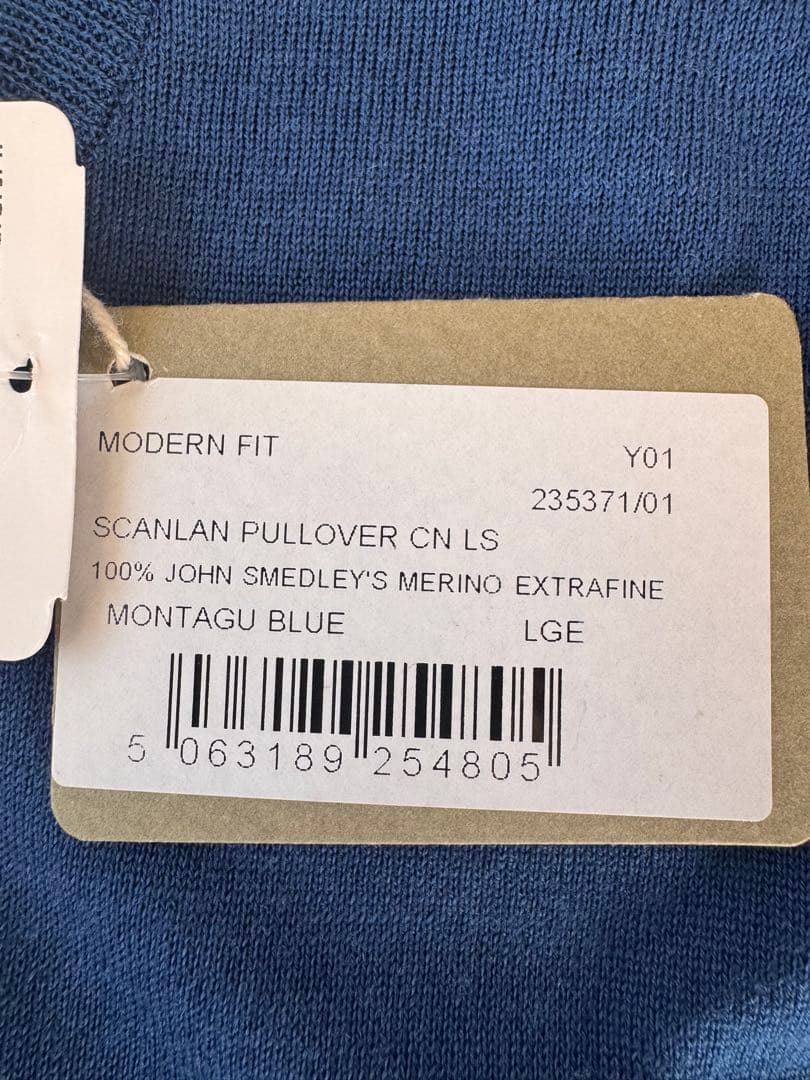 MODERN FIT Y01
235371/01
SCANLAN PULLOVER CN LS
100% JOHN SMEDLEY'S MERINO EXTRAFINE
MONTAGU BLUE LGE
5 063189 254805